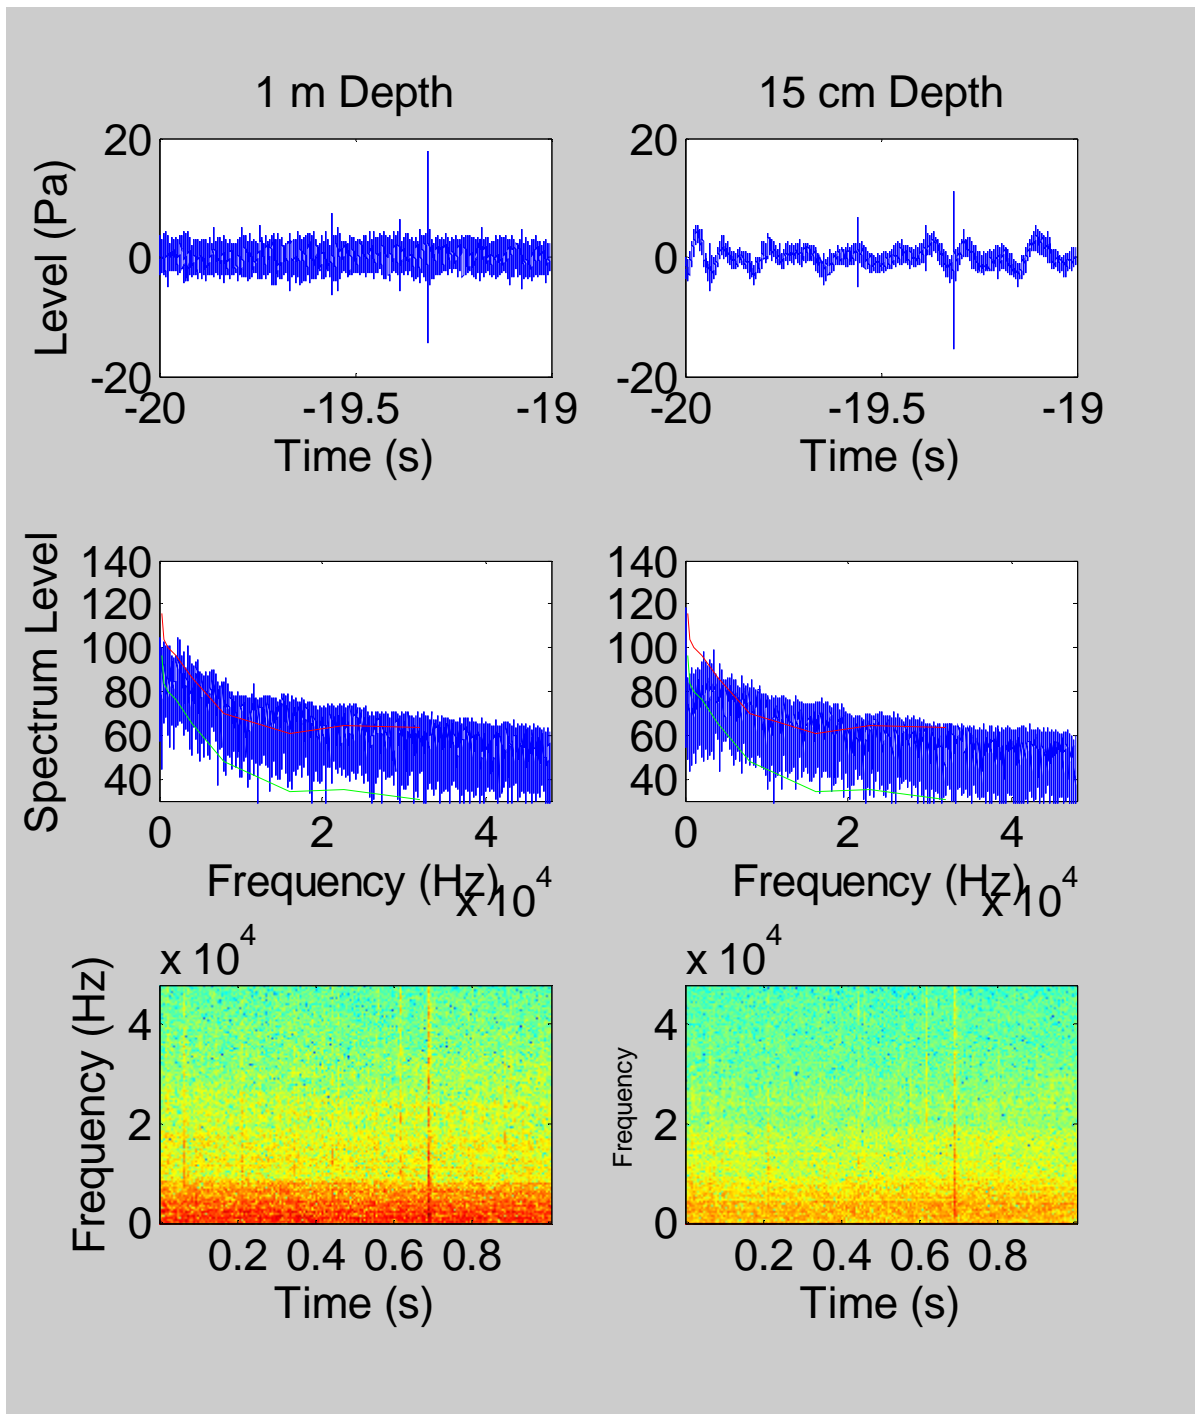 1 m Depth 15 cm Depth
Level (Pa)
20
0
-20
-20 -19.5 -19
Time (s)
20
0
-20
-20 -19.5 -19
Time (s)
Spectrum Level
140
120
100
80
60
40
0 2 4
Frequency (Hz)
x 10^4
140
120
100
80
60
40
0 2 4
Frequency (Hz)
x 10^4
x 10^4
Frequency (Hz)
4
2
0
0.2 0.4 0.6 0.8
Time (s)
x 10^4
Frequency
4
2
0
0.2 0.4 0.6 0.8
Time (s)